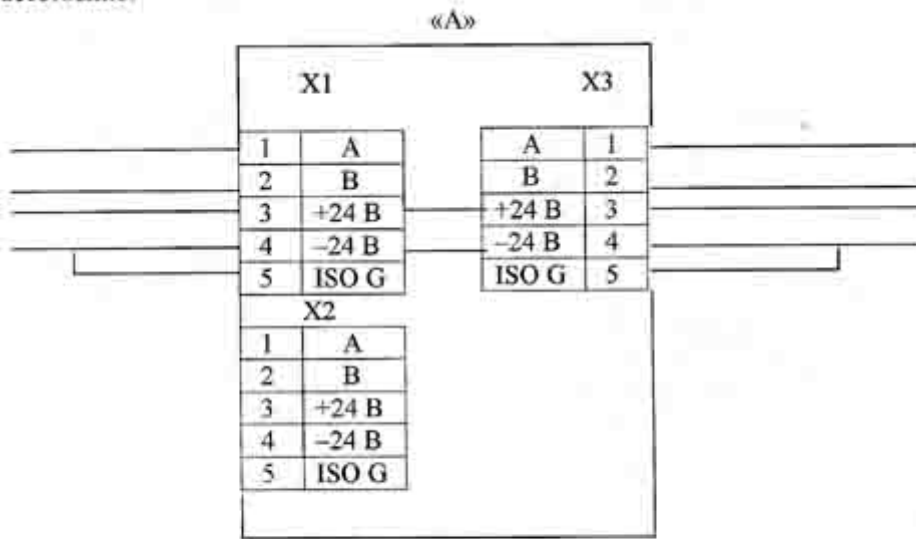 «А»
X1 X3
1 A A 1
2 B B 2
3 +24 В +24 В 3
4 –24 В –24 В 4
5 ISO G ISO G 5
X2
1 A
2 B
3 +24 В
4 –24 В
5 ISO G